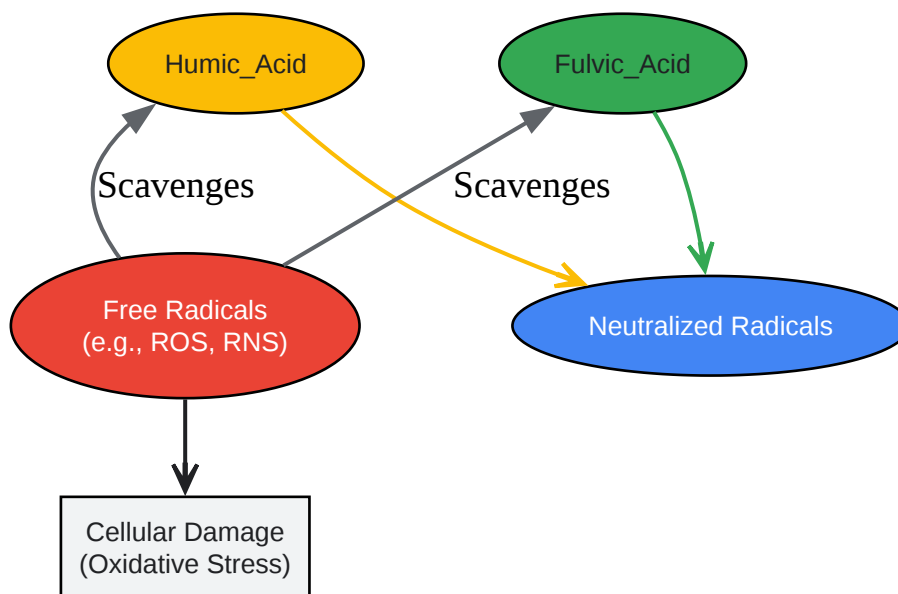 Humic_Acid
Fulvic_Acid
Scavenges
Scavenges
Free Radicals
(e.g., ROS, RNS)
Neutralized Radicals
Cellular Damage
(Oxidative Stress)